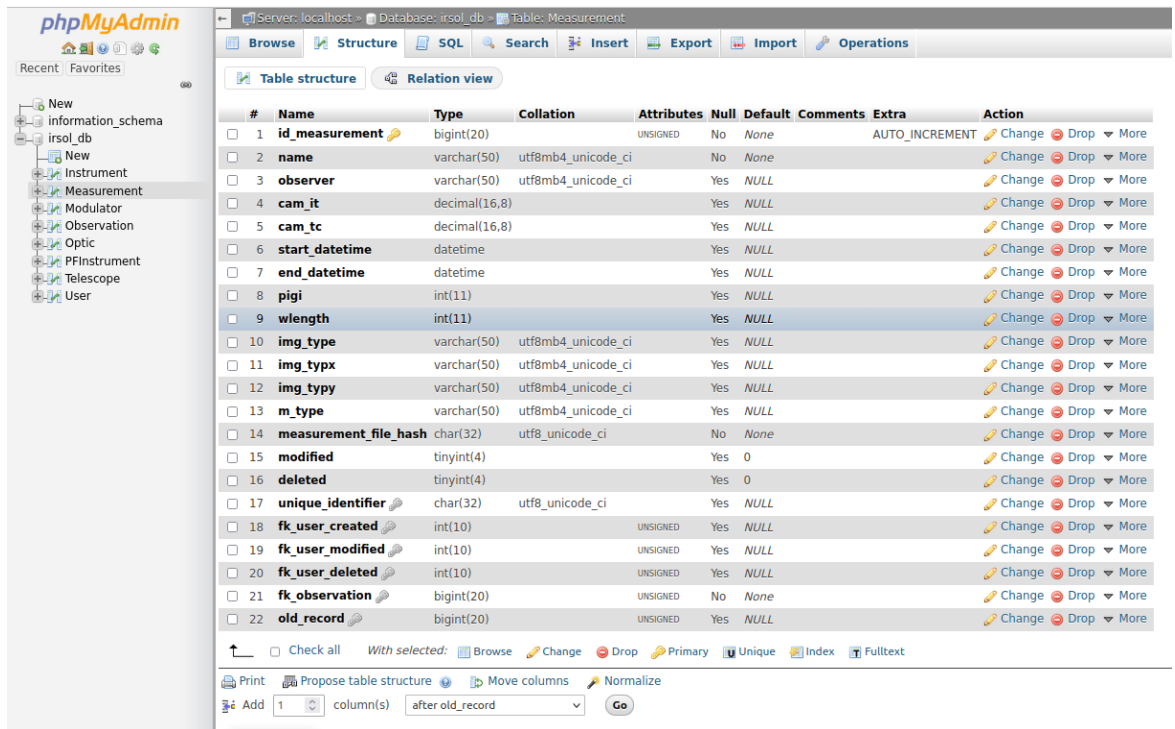 phpMyAdmin
Recent Favorites
New
information_schema
irsol_db
New
Instrument
Measurement
Modulator
Observation
Optic
PFInstrument
Telescope
User
Server: localhost » Database: irsol_db » Table: Measurement
Browse Structure SQL Search Insert Export Import Operations
Table structure Relation view
# Name Type Collation Attributes Null Default Comments Extra Action
1 id_measurement bigint(20) UNSIGNED No None AUTO_INCREMENT Change Drop More
2 name varchar(50) utf8mb4_unicode_ci No None Change Drop More
3 observer varchar(50) utf8mb4_unicode_ci Yes NULL Change Drop More
4 cam_it decimal(16,8) Yes NULL Change Drop More
5 cam_tc decimal(16,8) Yes NULL Change Drop More
6 start_datetime datetime Yes NULL Change Drop More
7 end_datetime datetime Yes NULL Change Drop More
8 pigi int(11) Yes NULL Change Drop More
9 wlength int(11) Yes NULL Change Drop More
10 img_type varchar(50) utf8mb4_unicode_ci Yes NULL Change Drop More
11 img_typx varchar(50) utf8mb4_unicode_ci Yes NULL Change Drop More
12 img_typy varchar(50) utf8mb4_unicode_ci Yes NULL Change Drop More
13 m_type varchar(50) utf8mb4_unicode_ci Yes NULL Change Drop More
14 measurement_file_hash char(32) utf8_unicode_ci No None Change Drop More
15 modified tinyint(4) Yes 0 Change Drop More
16 deleted tinyint(4) Yes 0 Change Drop More
17 unique_identifier char(32) utf8_unicode_ci Yes NULL Change Drop More
18 fk_user_created int(10) UNSIGNED Yes NULL Change Drop More
19 fk_user_modified int(10) UNSIGNED Yes NULL Change Drop More
20 fk_user_deleted int(10) UNSIGNED Yes NULL Change Drop More
21 fk_observation bigint(20) UNSIGNED No None Change Drop More
22 old_record bigint(20) UNSIGNED Yes NULL Change Drop More
Check all With selected: Browse Change Drop Primary Unique Index Fulltext
Print Propose table structure Move columns Normalize
Add 1 column(s) after old_record Go